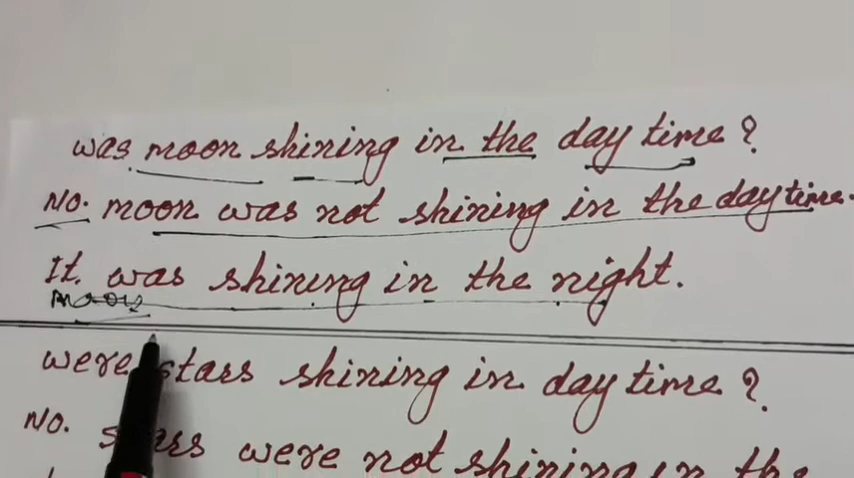 was moon shining in the day time?
No. moon was not shining in the day time.
It was shining in the night.
moon
were stars shining in day time?
No. stars were not shining in the